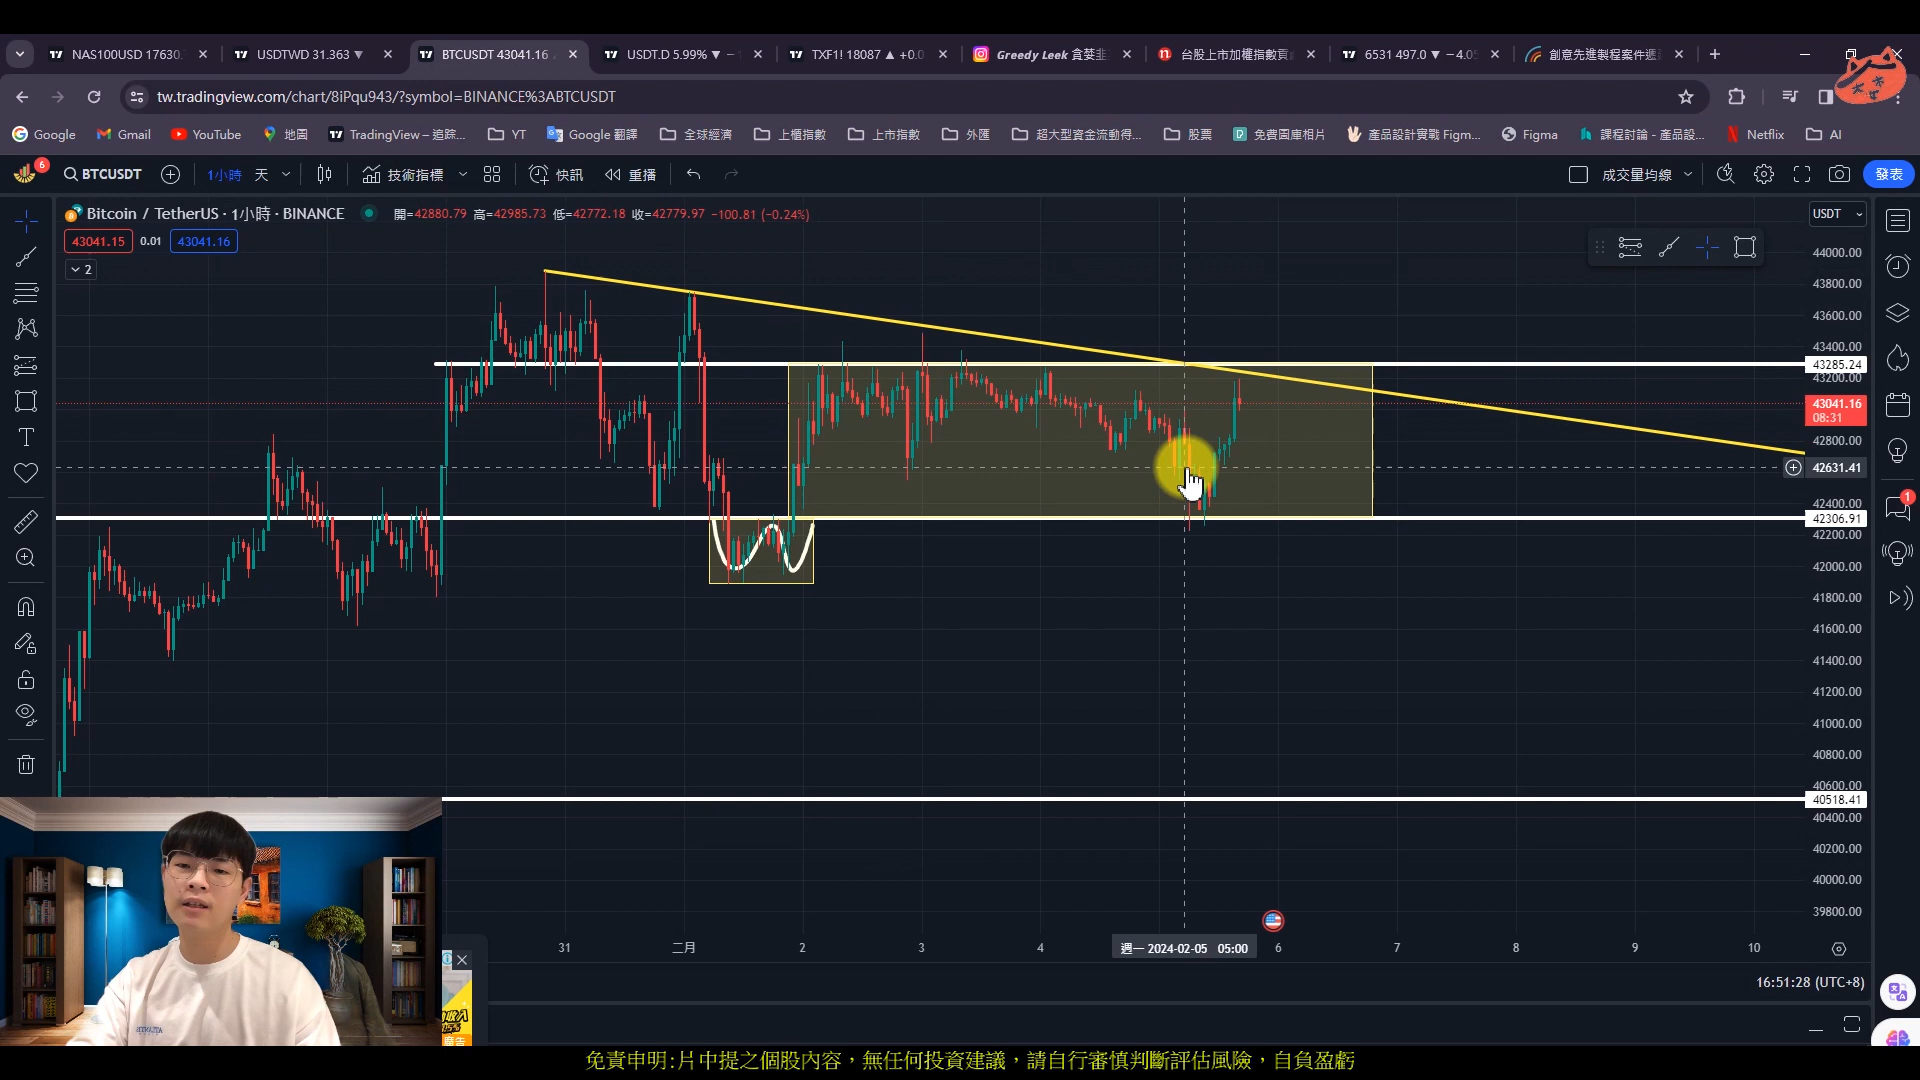 NAS100USD 17630
USDTWD 31.363 ▼
BTCUSDT 43041.16
USDT.D 5.99% ▼ −
TXF1! 18087 ▲ +0.0
Greedy Leek 貪婪韭
台股上市加權指數買
6531 497.0 ▼ −4.05
創意先進製程案件遞
大
tw.tradingview.com/chart/8iPqu943/?symbol=BINANCE%3ABTCUSDT
Google
Gmail
YouTube
地圖
TradingView – 追踪...
YT
Google 翻譯
全球經濟
上櫃指數
上市指數
外匯
超大型資金流動得...
股票
免費圖庫相片
產品設計實戰 Figm...
Figma
課程討論 - 產品設...
Netflix
AI
6
BTCUSDT
1小時
天
技術指標
快訊
重播
成交量均線
發表
Bitcoin / TetherUS · 1小時 · BINANCE
開=42880.79 高=42985.73 低=42772.18 收=42779.97 −100.81 (−0.24%)
USDT
43041.15
0.01
43041.16
2
44000.00
43800.00
43600.00
43400.00
43285.24
43200.00
43041.16
08:31
42800.00
42631.41
42400.00
42306.91
42200.00
42000.00
41800.00
41600.00
41400.00
41200.00
41000.00
40800.00
40600.00
40518.41
40400.00
40200.00
40000.00
39800.00
1
31
二月
2
3
4
週一 2024-02-05 05:00
6
7
8
9
10
16:51:28 (UTC+8)
廣告
免責申明:片中提之個股內容，無任何投資建議，請自行審慎判斷評估風險，自負盈虧